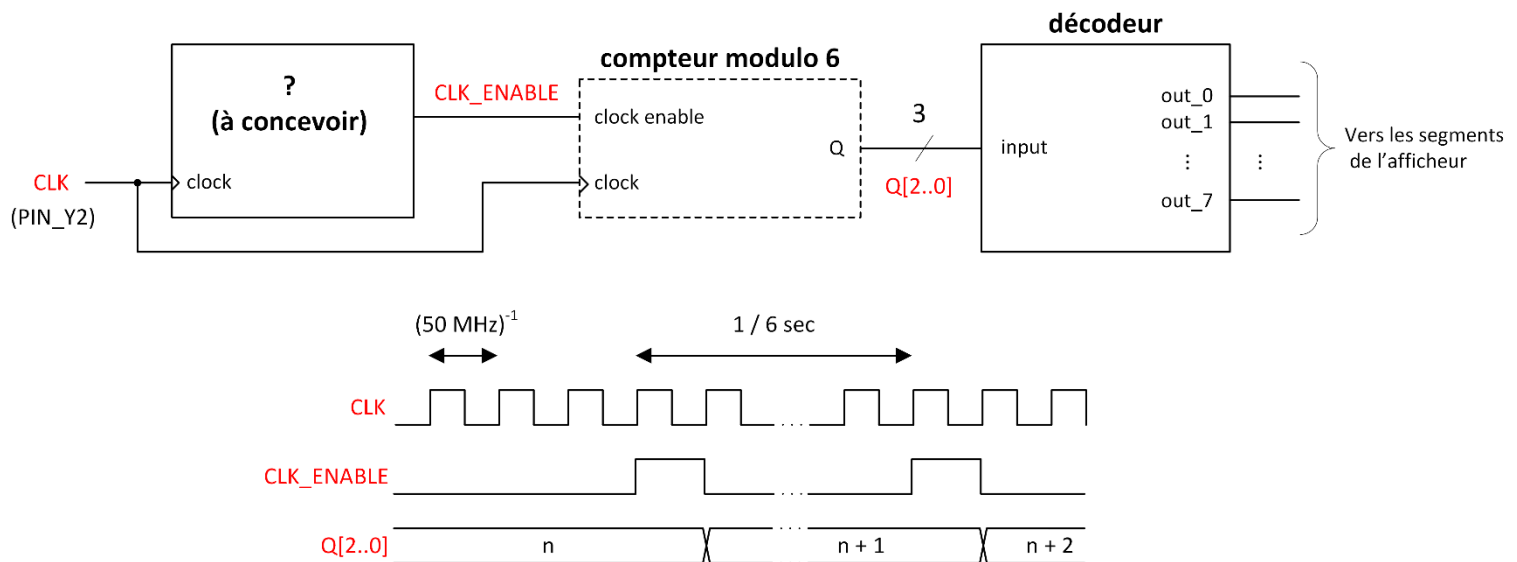 décodeur
compteur modulo 6
?
(à concevoir)
CLK_ENABLE
clock enable
3
out_0
out_1
Q
input
Vers les segments
de l'afficheur
⋮ ⋮
CLK
clock
clock
Q[2..0]
out_7
(PIN_Y2)
(50 MHz)⁻¹
1 / 6 sec
CLK
· · ·
CLK_ENABLE
· · ·
· · ·
Q[2..0]
n
n + 1
n + 2